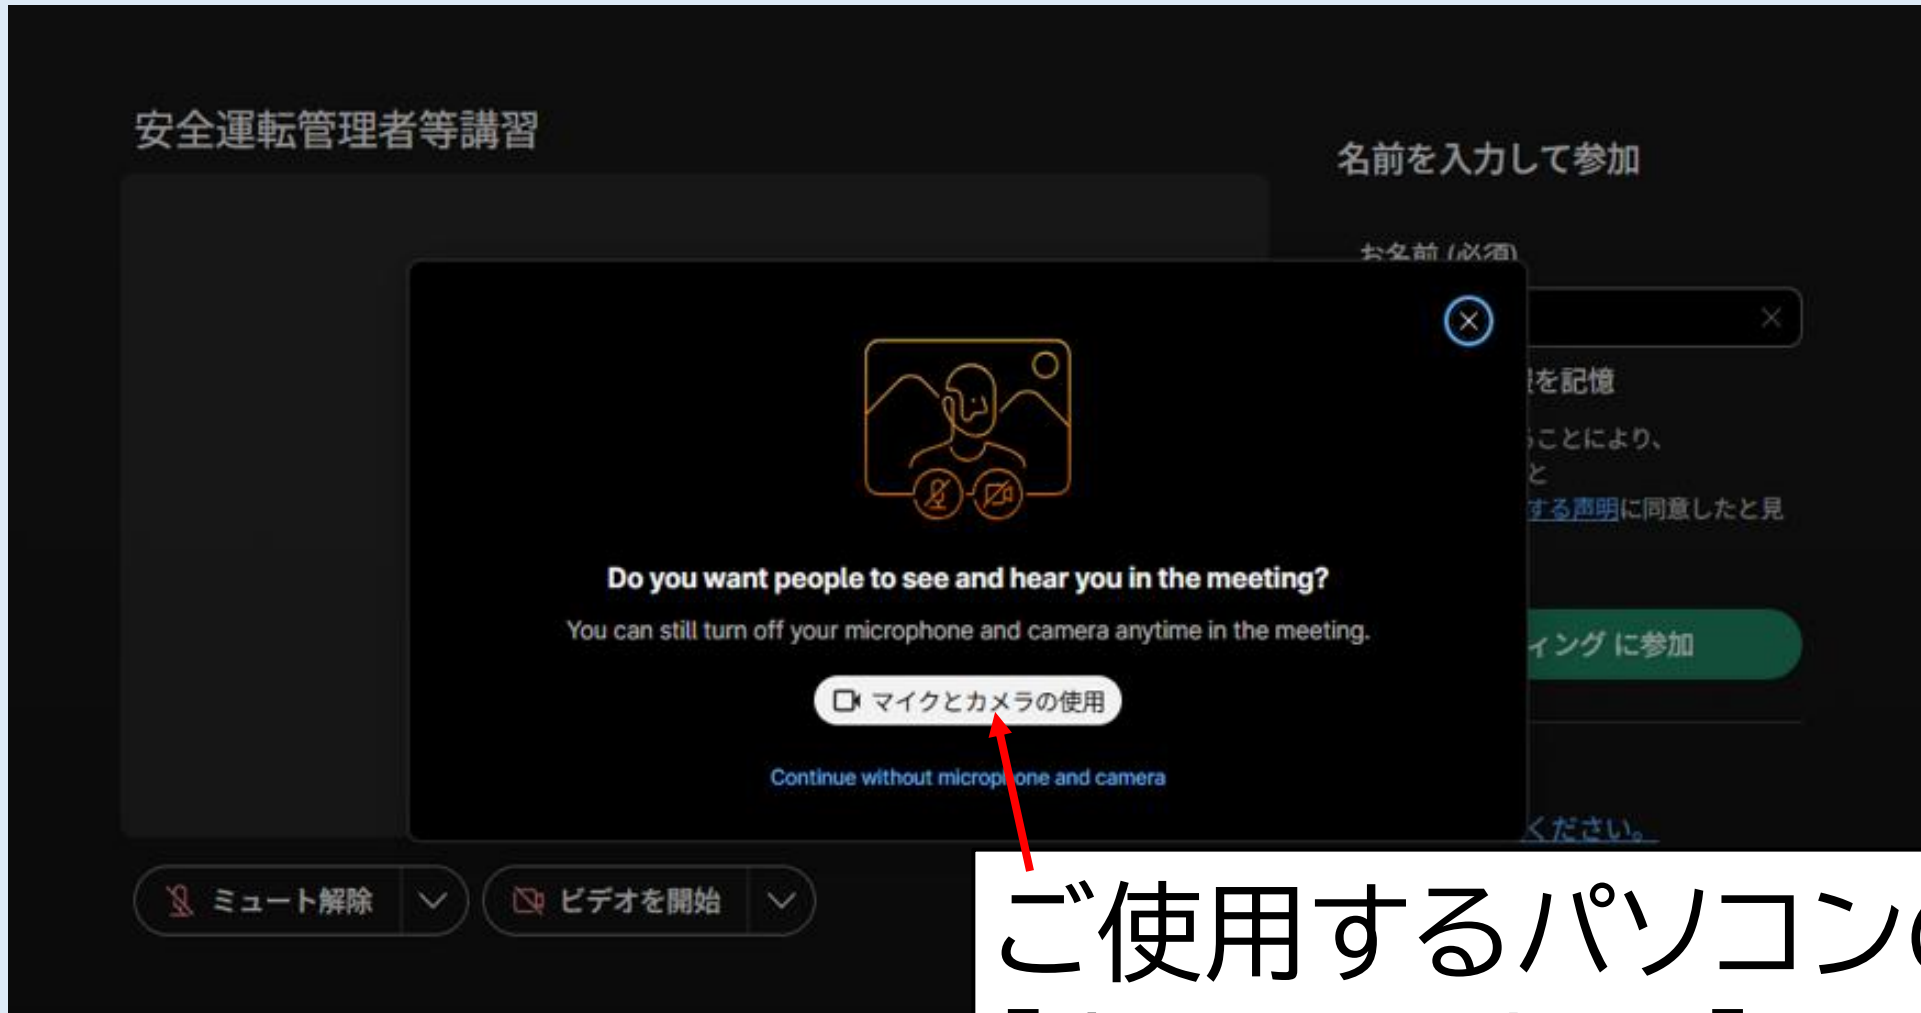 安全運転管理者等講習
名前を入力して参加
お名前 (必須)
を記憶
ことにより、
と
する声明に同意したと見
Do you want people to see and hear you in the meeting?
You can still turn off your microphone and camera anytime in the meeting.
マイクとカメラの使用
Continue without microphone and camera
ィング に参加
ください。
ミュート解除
ビデオを開始
ご使用するパソコン